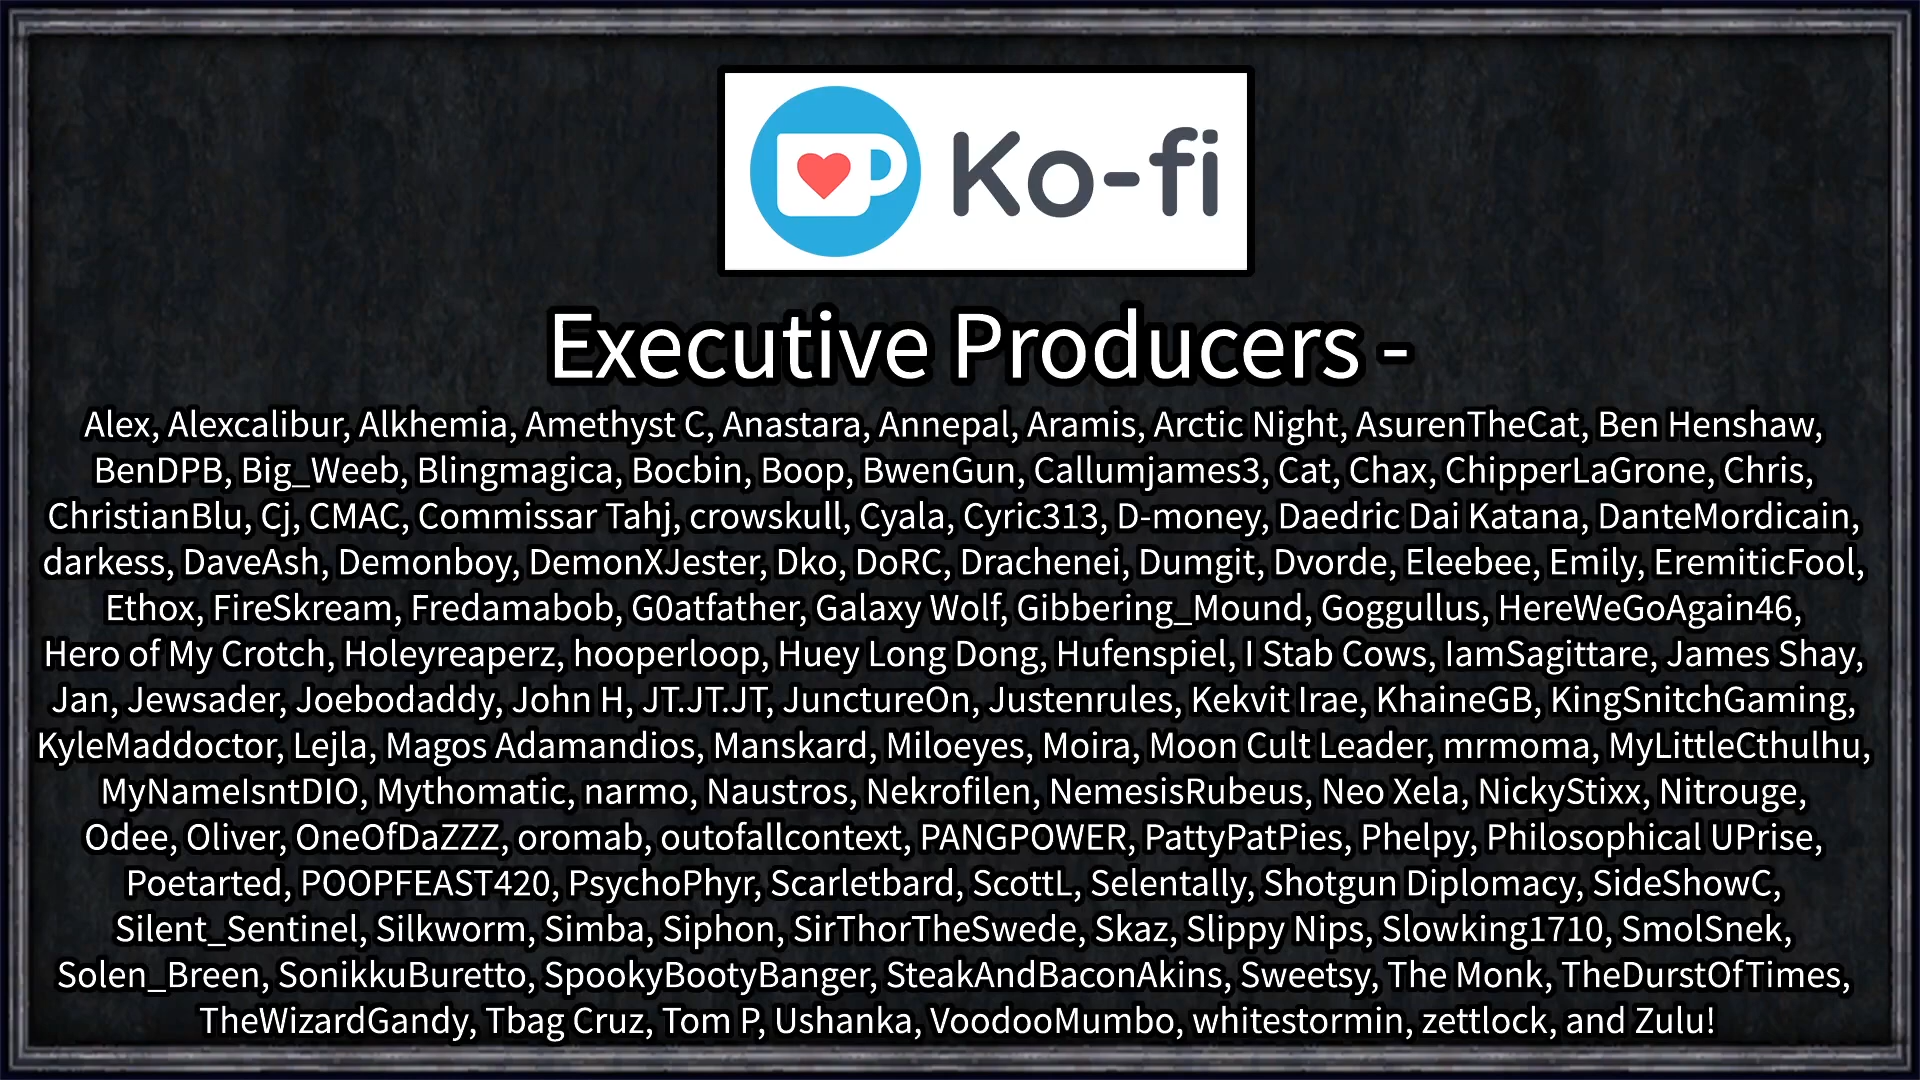 Ko-fi
Executive Producers -
Alex, Alexcalibur, Alkhemia, Amethyst C, Anastara, Annepal, Aramis, Arctic Night, AsurenTheCat, Ben Henshaw,
BenDPB, Big_Weeb, Blingmagica, Bocbin, Boop, BwenGun, Callumjames3, Cat, Chax, ChipperLaGrone, Chris,
ChristianBlu, Cj, CMAC, Commissar Tahj, crowskull, Cyala, Cyric313, D-money, Daedric Dai Katana, DanteMordicain,
darkess, DaveAsh, Demonboy, DemonXJester, Dko, DoRC, Drachenei, Dumgit, Dvorde, Eleebee, Emily, EremiticFool,
Ethox, FireSkream, Fredamabob, G0atfather, Galaxy Wolf, Gibbering_Mound, Goggullus, HereWeGoAgain46,
Hero of My Crotch, Holeyreaperz, hooperloop, Huey Long Dong, Hufenspiel, I Stab Cows, IamSagittare, James Shay,
Jan, Jewsader, Joebodaddy, John H, JT.JT.JT, JunctureOn, Justenrules, Kekvit Irae, KhaineGB, KingSnitchGaming,
KyleMaddoctor, Lejla, Magos Adamandios, Manskard, Miloeyes, Moira, Moon Cult Leader, mrmoma, MyLittleCthulhu,
MyNameIsntDIO, Mythomatic, narmo, Naustros, Nekrofilen, NemesisRubeus, Neo Xela, NickyStixx, Nitrouge,
Odee, Oliver, OneOfDaZZZ, oromab, outofallcontext, PANGPOWER, PattyPatPies, Phelpy, Philosophical UPrise,
Poetarted, POOPFEAST420, PsychoPhyr, Scarletbard, ScottL, Selentally, Shotgun Diplomacy, SideShowC,
Silent_Sentinel, Silkworm, Simba, Siphon, SirThorTheSwede, Skaz, Slippy Nips, Slowking1710, SmolSnek,
Solen_Breen, SonikkuBuretto, SpookyBootyBanger, SteakAndBaconAkins, Sweetsy, The Monk, TheDurstOfTimes,
TheWizardGandy, Tbag Cruz, Tom P, Ushanka, VoodooMumbo, whitestormin, zettlock, and Zulu!